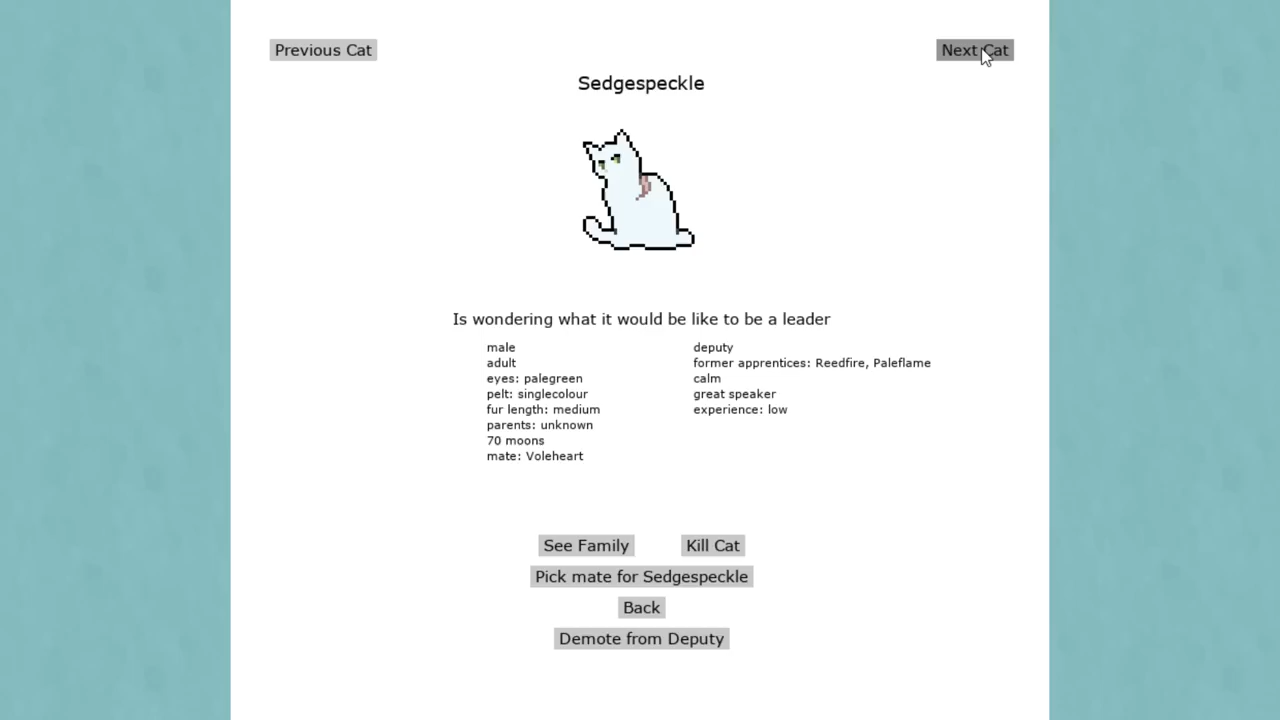 Previous Cat
Next Cat
Sedgespeckle
Is wondering what it would be like to be a leader
male
adult
eyes: palegreen
pelt: singlecolour
fur length: medium
parents: unknown
70 moons
mate: Voleheart
deputy
former apprentices: Reedfire, Paleflame
calm
great speaker
experience: low
See Family
Kill Cat
Pick mate for Sedgespeckle
Back
Demote from Deputy